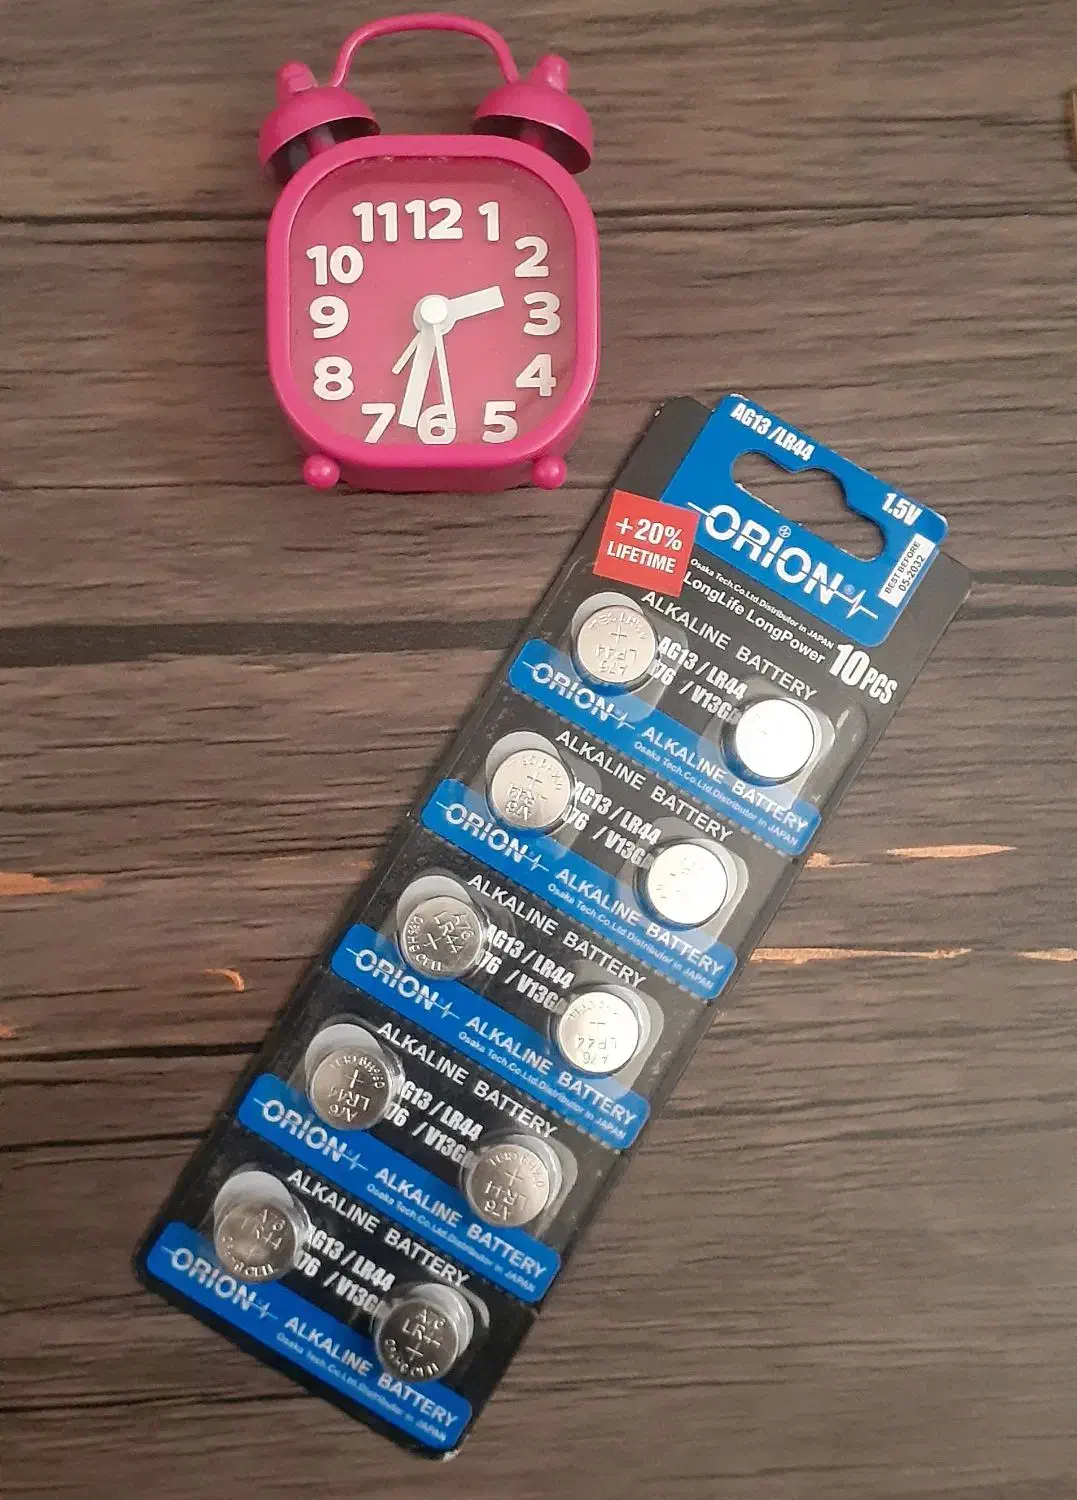 11 12 1
10 2
9 3
8 4
7 6 5
AG13 /LR44
1.5V
ORION®
BEST BEFORE
05-2032
+20%
LIFETIME
Osaka Tech.Co.Ltd.Distributor in JAPAN
LongLife LongPower
10PCS
ALKALINE BATTERY
AG13 / LR44
/ V13GA
ORION
ALKALINE BATTERY
Osaka Tech.Co.Ltd.Distributor in JAPAN
ALKALINE BATTERY
AG13 / LR44
/ V13GA
ORION
ALKALINE BATTERY
Osaka Tech.Co.Ltd.Distributor in JAPAN
ALKALINE BATTERY
AG13 / LR44
/ V13GA
ORION
ALKALINE BATTERY
Osaka Tech.Co.Ltd.Distributor in JAPAN
ALKALINE BATTERY
AG13 / LR44
/ V13GA
ORION
ALKALINE BATTERY
Osaka Tech.Co.Ltd.Distributor in JAPAN
ALKALINE BATTERY
AG13 / LR44
/ V13GA
ORION
ALKALINE BATTERY
Osaka Tech.Co.Ltd.Distributor in JAPAN